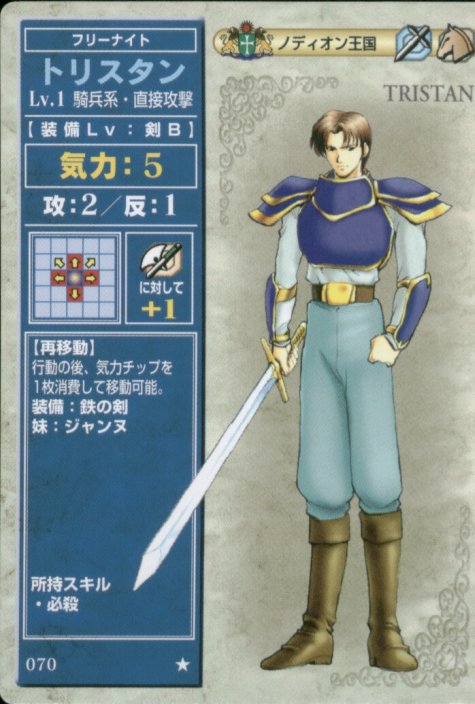 フリーナイト
トリスタン
Lv.1 騎兵系・直接攻撃
【装備Lv：剣B】
気力：5
攻：2／反：1
に対して
+1
【再移動】
行動の後、気力チップを
1枚消費して移動可能。
装備：鉄の剣
妹：ジャンヌ
所持スキル
・必殺
070 ★
ノディオン王国
TRISTAN